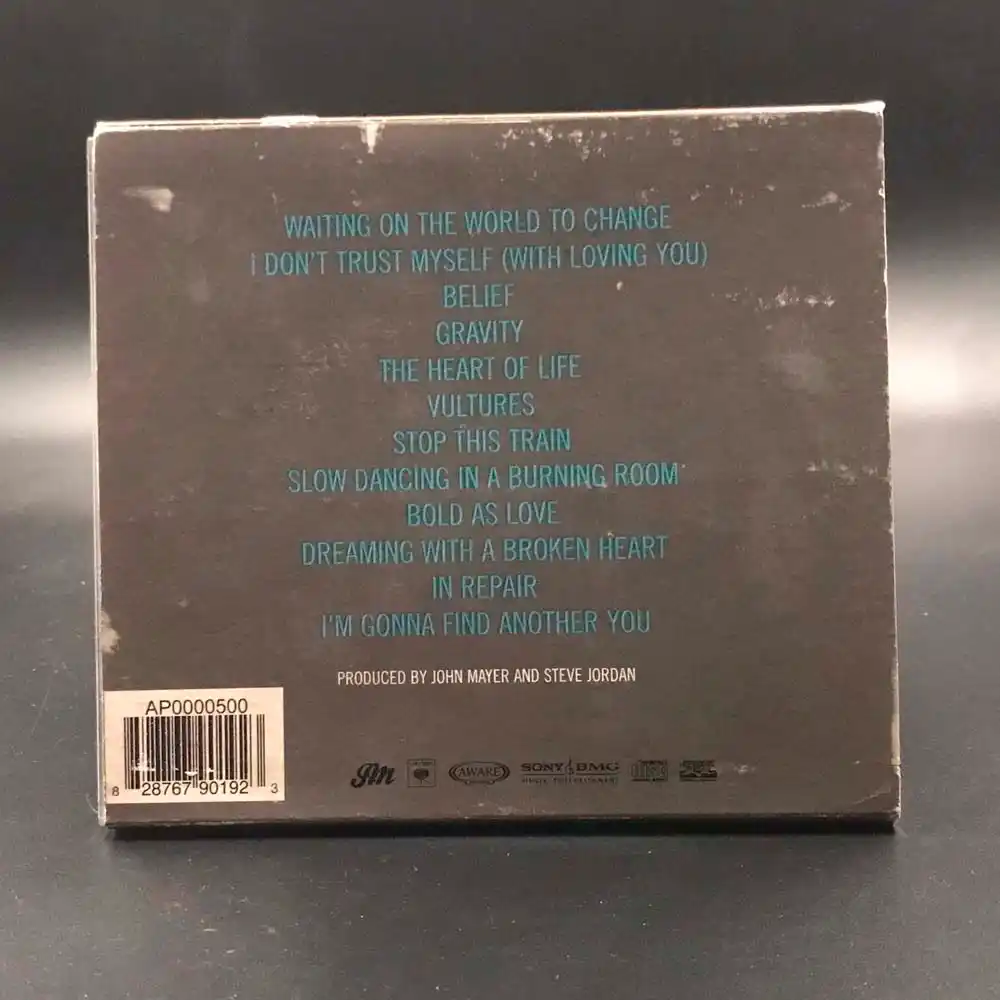 WAITING ON THE WORLD TO CHANGE
I DON'T TRUST MYSELF (WITH LOVING YOU)
BELIEF
GRAVITY
THE HEART OF LIFE
VULTURES
STOP THIS TRAIN
SLOW DANCING IN A BURNING ROOM
BOLD AS LOVE
DREAMING WITH A BROKEN HEART
IN REPAIR
I'M GONNA FIND ANOTHER YOU
PRODUCED BY JOHN MAYER AND STEVE JORDAN
AP0000500
8 28767 90192 3
AWARE SONY BMG
MUSIC ENTERTAINMENT